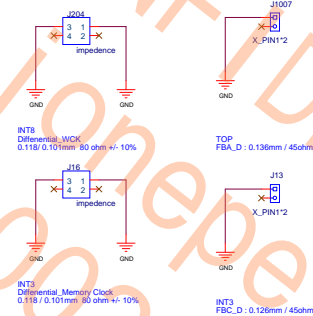 J204
3 1
4 2
impedence
GND
GND
INT8
Diffenential_WCK
0.118/ 0.101mm 80 ohm +/- 10%
J1007
X_PIN1*2
GND
TOP
FBA_D : 0.136mm / 45ohm
J16
3 1
4 2
impedence
GND
GND
INT3
Diffenential_Memory Clock
0.118 / 0.101mm 80 ohm +/- 10%
J13
X_PIN1*2
GND
INT3
FBC_D : 0.126mm / 45ohm